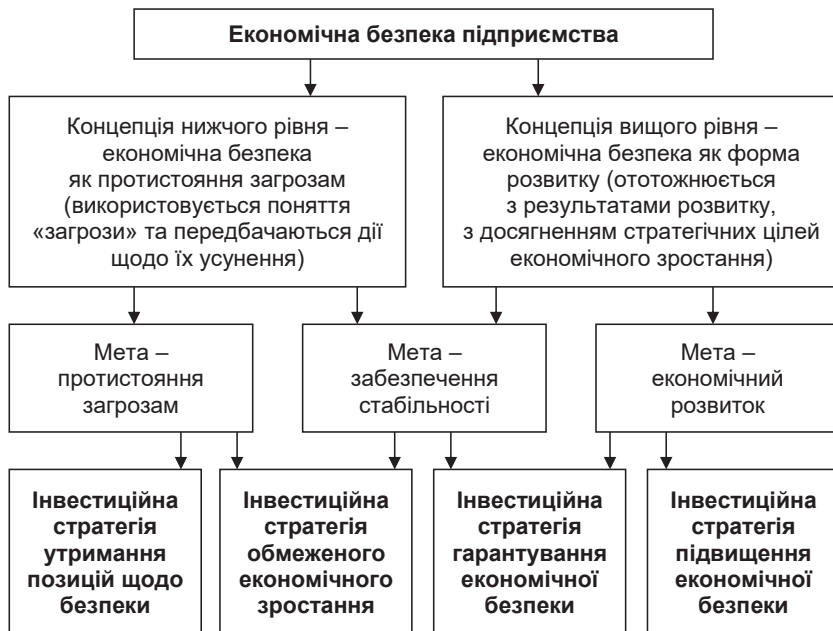 Економічна безпека підприємства
Концепція нижчого рівня –
економічна безпека
як протистояння загрозам
(використовується поняття
«загрози» та передбачаються дії
щодо їх усунення)
Концепція вищого рівня –
економічна безпека як форма
розвитку (ототожнюється
з результатами розвитку,
з досягненням стратегічних цілей
економічного зростання)
Мета –
протистояння
загрозам
Мета –
забезпечення
стабільності
Мета –
економічний
розвиток
Інвестиційна
стратегія
утримання
позицій щодо
безпеки
Інвестиційна
стратегія
обмеженого
економічного
зростання
Інвестиційна
стратегія
гарантування
економічної
безпеки
Інвестиційна
стратегія
підвищення
економічної
безпеки